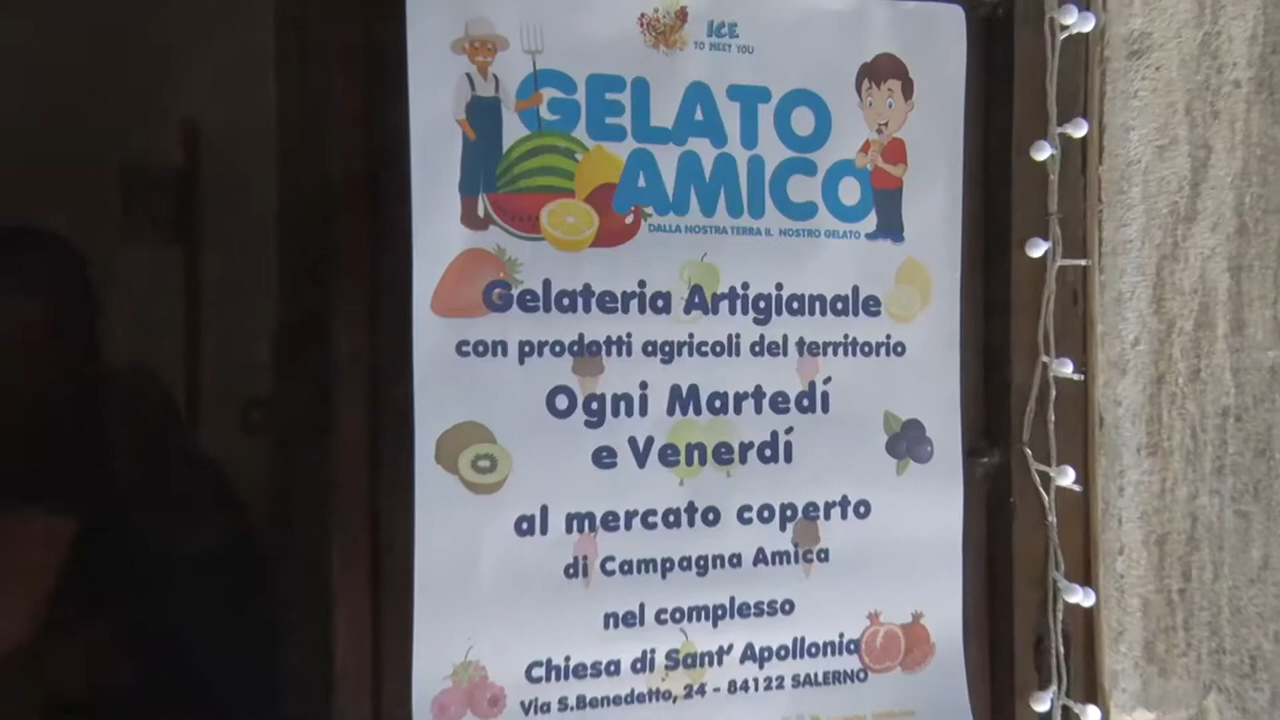 ICE
TO MEET YOU
GELATO
AMICO
DALLA NOSTRA TERRA IL NOSTRO GELATO
Gelateria Artigianale
con prodotti agricoli del territorio
Ogni Martedí
e Venerdí
al mercato coperto
di Campagna Amica
nel complesso
Chiesa di Sant' Apollonia
Via S.Benedetto, 24 - 84122 SALERNO